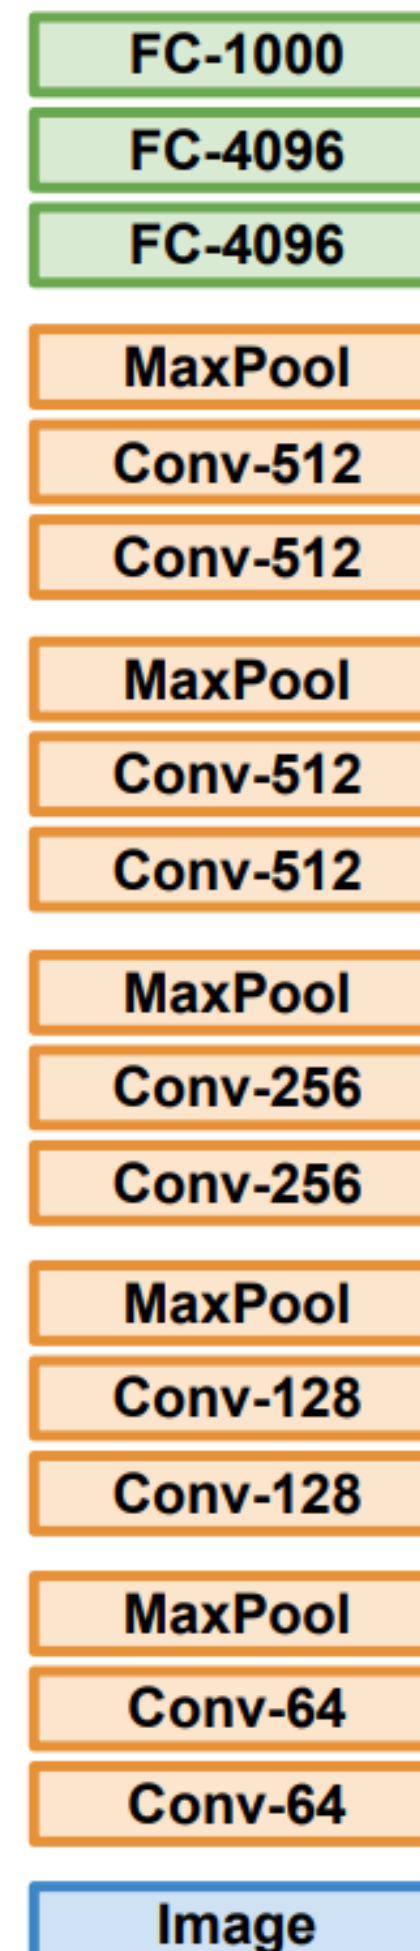 FC-1000
FC-4096
FC-4096
MaxPool
Conv-512
Conv-512
MaxPool
Conv-512
Conv-512
MaxPool
Conv-256
Conv-256
MaxPool
Conv-128
Conv-128
MaxPool
Conv-64
Conv-64
Image